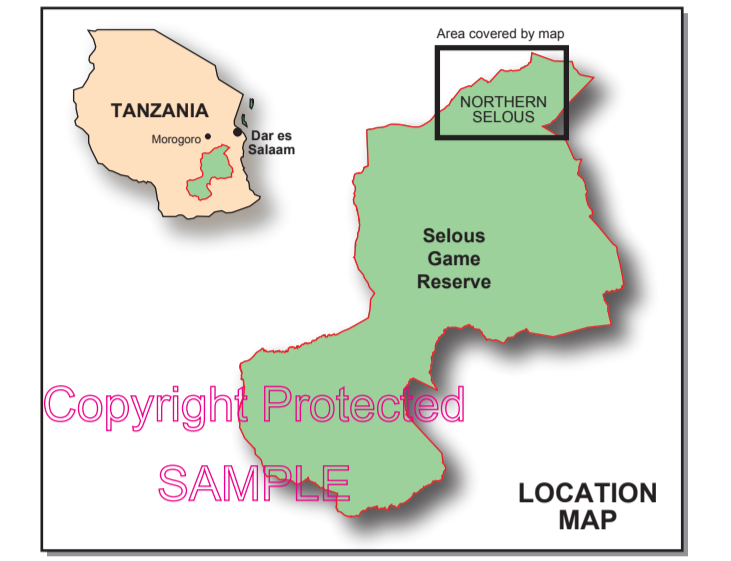 Area covered by map
NORTHERN
SELOUS
TANZANIA
Morogoro
Dar es
Salaam
Selous
Game
Reserve
Copyright Protected
SAMPLE
LOCATION
MAP